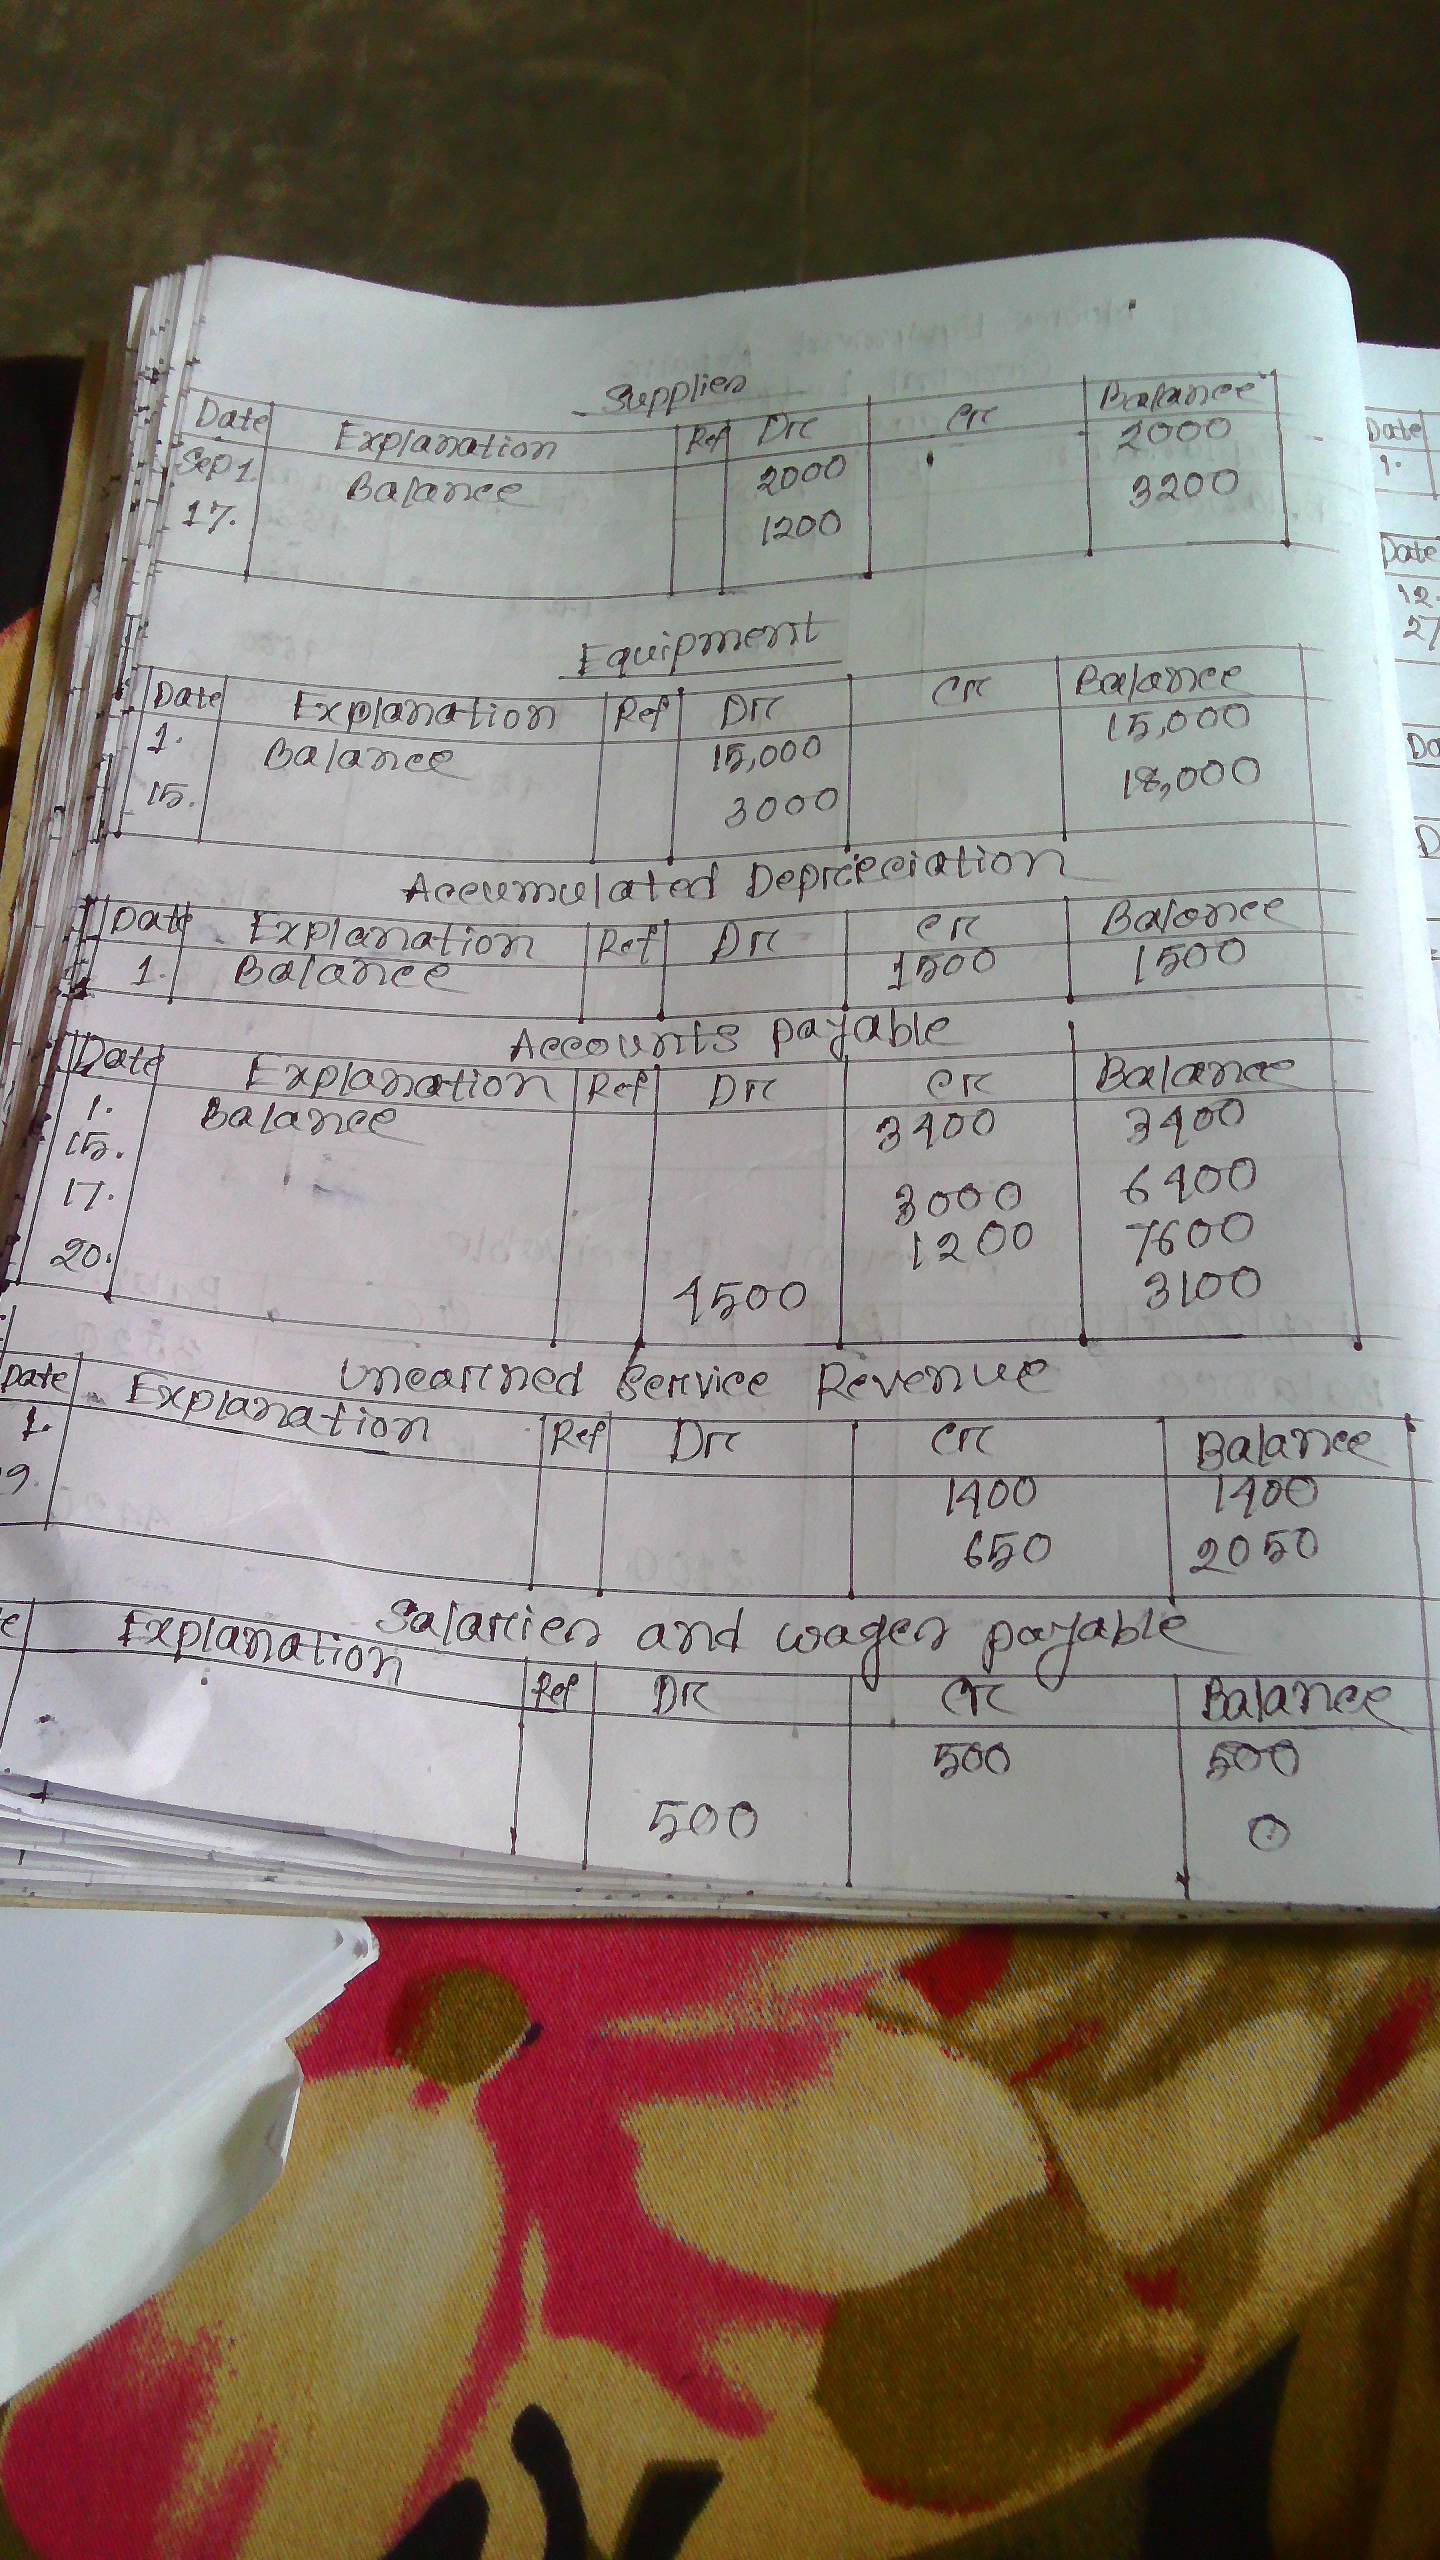 Supplies
Date Explanation Ref Dr Cr Balance
Sep 1. Balance 2000 2000
17. 1200 3200
Equipment
Date Explanation Ref Dr Cr Balance
1. Balance 15,000 15,000
15. 3000 18,000
Accumulated Depreciation
Date Explanation Ref Dr Cr Balance
1. Balance 1500 1500
Accounts payable
Date Explanation Ref Dr Cr Balance
1. Balance 3400 3400
15. 3000 6400
17. 1200 7600
20. 4500 3100
Unearned Service Revenue
Date Explanation Ref Dr Cr Balance
1. 1400 1400
9. 650 2050
Salaries and wages payable
Explanation Ref Dr Cr Balance
500 500
500 0
Date
1.
Date
12.
27